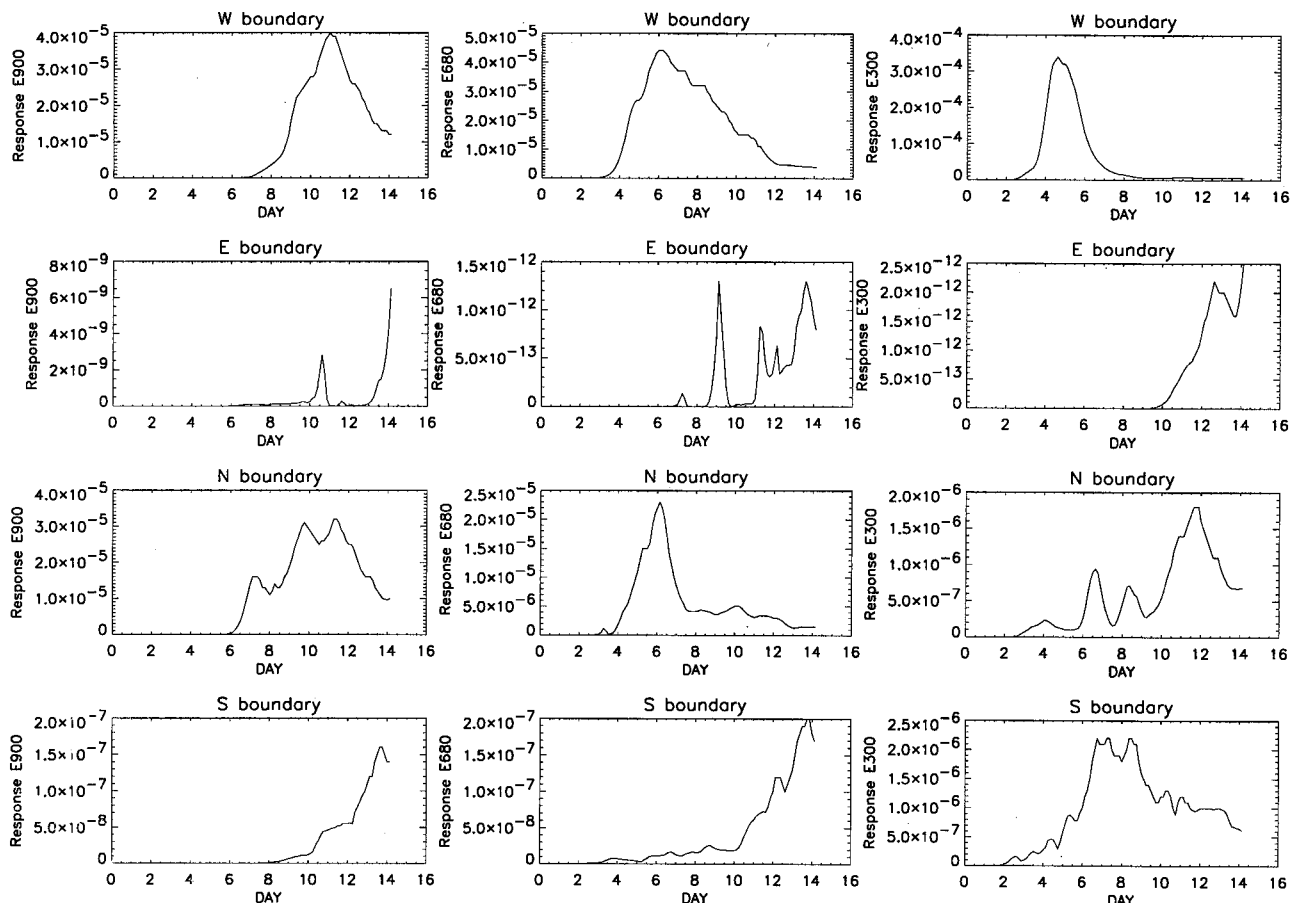 W boundary
Response E900
4.0×10⁻⁵
3.0×10⁻⁵
2.0×10⁻⁵
1.0×10⁻⁵
0
0 2 4 6 8 10 12 14 16
DAY
W boundary
Response E680
5.0×10⁻⁵
4.0×10⁻⁵
3.0×10⁻⁵
2.0×10⁻⁵
1.0×10⁻⁵
0
0 2 4 6 8 10 12 14 16
DAY
W boundary
Response E300
4.0×10⁻⁴
3.0×10⁻⁴
2.0×10⁻⁴
1.0×10⁻⁴
0
0 2 4 6 8 10 12 14 16
DAY
E boundary
Response E900
8×10⁻⁹
6×10⁻⁹
4×10⁻⁹
2×10⁻⁹
0
0 2 4 6 8 10 12 14 16
DAY
E boundary
Response E680
1.5×10⁻¹²
1.0×10⁻¹²
5.0×10⁻¹³
0
0 2 4 6 8 10 12 14 16
DAY
E boundary
Response E300
2.5×10⁻¹²
2.0×10⁻¹²
1.5×10⁻¹²
1.0×10⁻¹²
5.0×10⁻¹³
0
0 2 4 6 8 10 12 14 16
DAY
N boundary
Response E900
4.0×10⁻⁵
3.0×10⁻⁵
2.0×10⁻⁵
1.0×10⁻⁵
0
0 2 4 6 8 10 12 14 16
DAY
N boundary
Response E680
2.5×10⁻⁵
2.0×10⁻⁵
1.5×10⁻⁵
1.0×10⁻⁵
5.0×10⁻⁶
0
0 2 4 6 8 10 12 14 16
DAY
N boundary
Response E300
2.0×10⁻⁶
1.5×10⁻⁶
1.0×10⁻⁶
5.0×10⁻⁷
0
0 2 4 6 8 10 12 14 16
DAY
S boundary
Response E900
2.0×10⁻⁷
1.5×10⁻⁷
1.0×10⁻⁷
5.0×10⁻⁸
0
0 2 4 6 8 10 12 14 16
DAY
S boundary
Response E680
2.0×10⁻⁷
1.5×10⁻⁷
1.0×10⁻⁷
5.0×10⁻⁸
0
0 2 4 6 8 10 12 14 16
DAY
S boundary
Response E300
2.5×10⁻⁶
2.0×10⁻⁶
1.5×10⁻⁶
1.0×10⁻⁶
5.0×10⁻⁷
0
0 2 4 6 8 10 12 14 16
DAY